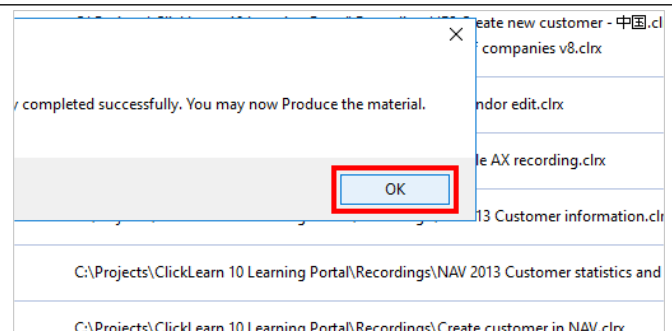 eate new customer - 中国.cl
companies v8.clrx
completed successfully. You may now Produce the material.
ndor edit.clrx
le AX recording.clrx
OK
13 Customer information.clr
C:\Projects\ClickLearn 10 Learning Portal\Recordings\NAV 2013 Customer statistics and
C:\Projects\ClickLearn 10 Learning Portal\Recordings\Create customer in NAV.clrx